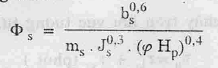 Φs = bs^0,6 / ms . Js^0,3 . (φ Hp)^0,4